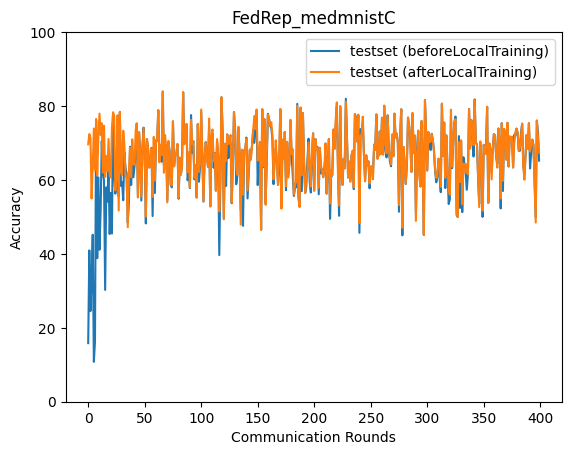 FedRep_medmnistC
testset (beforeLocalTraining)
testset (afterLocalTraining)
Accuracy
100
80
60
40
20
0
0 50 100 150 200 250 300 350 400
Communication Rounds